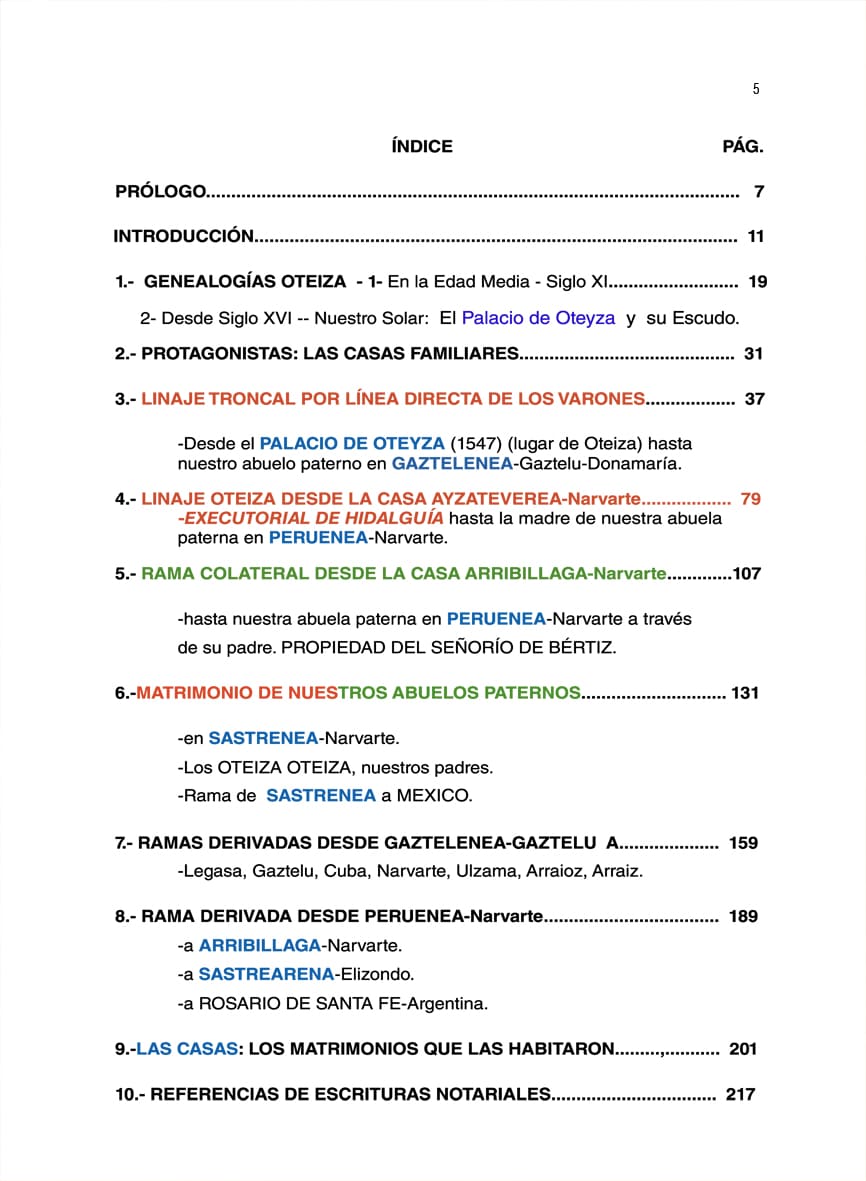 5
ÍNDICE PÁG.
PRÓLOGO.......................................................................................................... 7
INTRODUCCIÓN................................................................................................ 11
1.- GENEALOGÍAS OTEIZA - 1- En la Edad Media - Siglo XI.......................... 19
2- Desde Siglo XVI -- Nuestro Solar: El Palacio de Oteyza y su Escudo.
2.- PROTAGONISTAS: LAS CASAS FAMILIARES........................................... 31
3.- LINAJE TRONCAL POR LÍNEA DIRECTA DE LOS VARONES.................. 37
-Desde el PALACIO DE OTEYZA (1547) (lugar de Oteiza) hasta
nuestro abuelo paterno en GAZTELENEA-Gaztelu-Donamaría.
4.- LINAJE OTEIZA DESDE LA CASA AYZATEVEREA-Narvarte.................. 79
-EXECUTORIAL DE HIDALGUÍA hasta la madre de nuestra abuela
paterna en PERUENEA-Narvarte.
5.- RAMA COLATERAL DESDE LA CASA ARRIBILLAGA-Narvarte.............107
-hasta nuestra abuela paterna en PERUENEA-Narvarte a través
de su padre. PROPIEDAD DEL SEÑORÍO DE BÉRTIZ.
6.-MATRIMONIO DE NUESTROS ABUELOS PATERNOS............................. 131
-en SASTRENEA-Narvarte.
-Los OTEIZA OTEIZA, nuestros padres.
-Rama de SASTRENEA a MEXICO.
7.- RAMAS DERIVADAS DESDE GAZTELENEA-GAZTELU A.................... 159
-Legasa, Gaztelu, Cuba, Narvarte, Ulzama, Arraioz, Arraiz.
8.- RAMA DERIVADA DESDE PERUENEA-Narvarte................................... 189
-a ARRIBILLAGA-Narvarte.
-a SASTREARENA-Elizondo.
-a ROSARIO DE SANTA FE-Argentina.
9.-LAS CASAS: LOS MATRIMONIOS QUE LAS HABITARON.........,........... 201
10.- REFERENCIAS DE ESCRITURAS NOTARIALES................................. 217